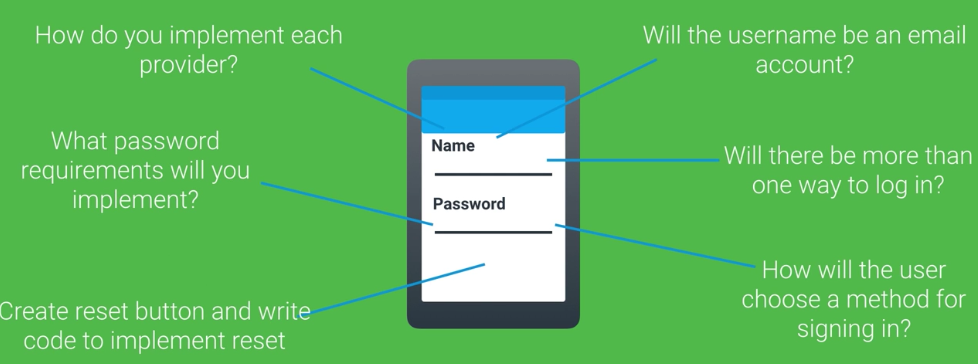 How do you implement each
provider?
Will the username be an email
account?
What password
requirements will you
implement?
Name
Will there be more than
one way to log in?
Password
How will the user
choose a method for
signing in?
Create reset button and write
code to implement reset